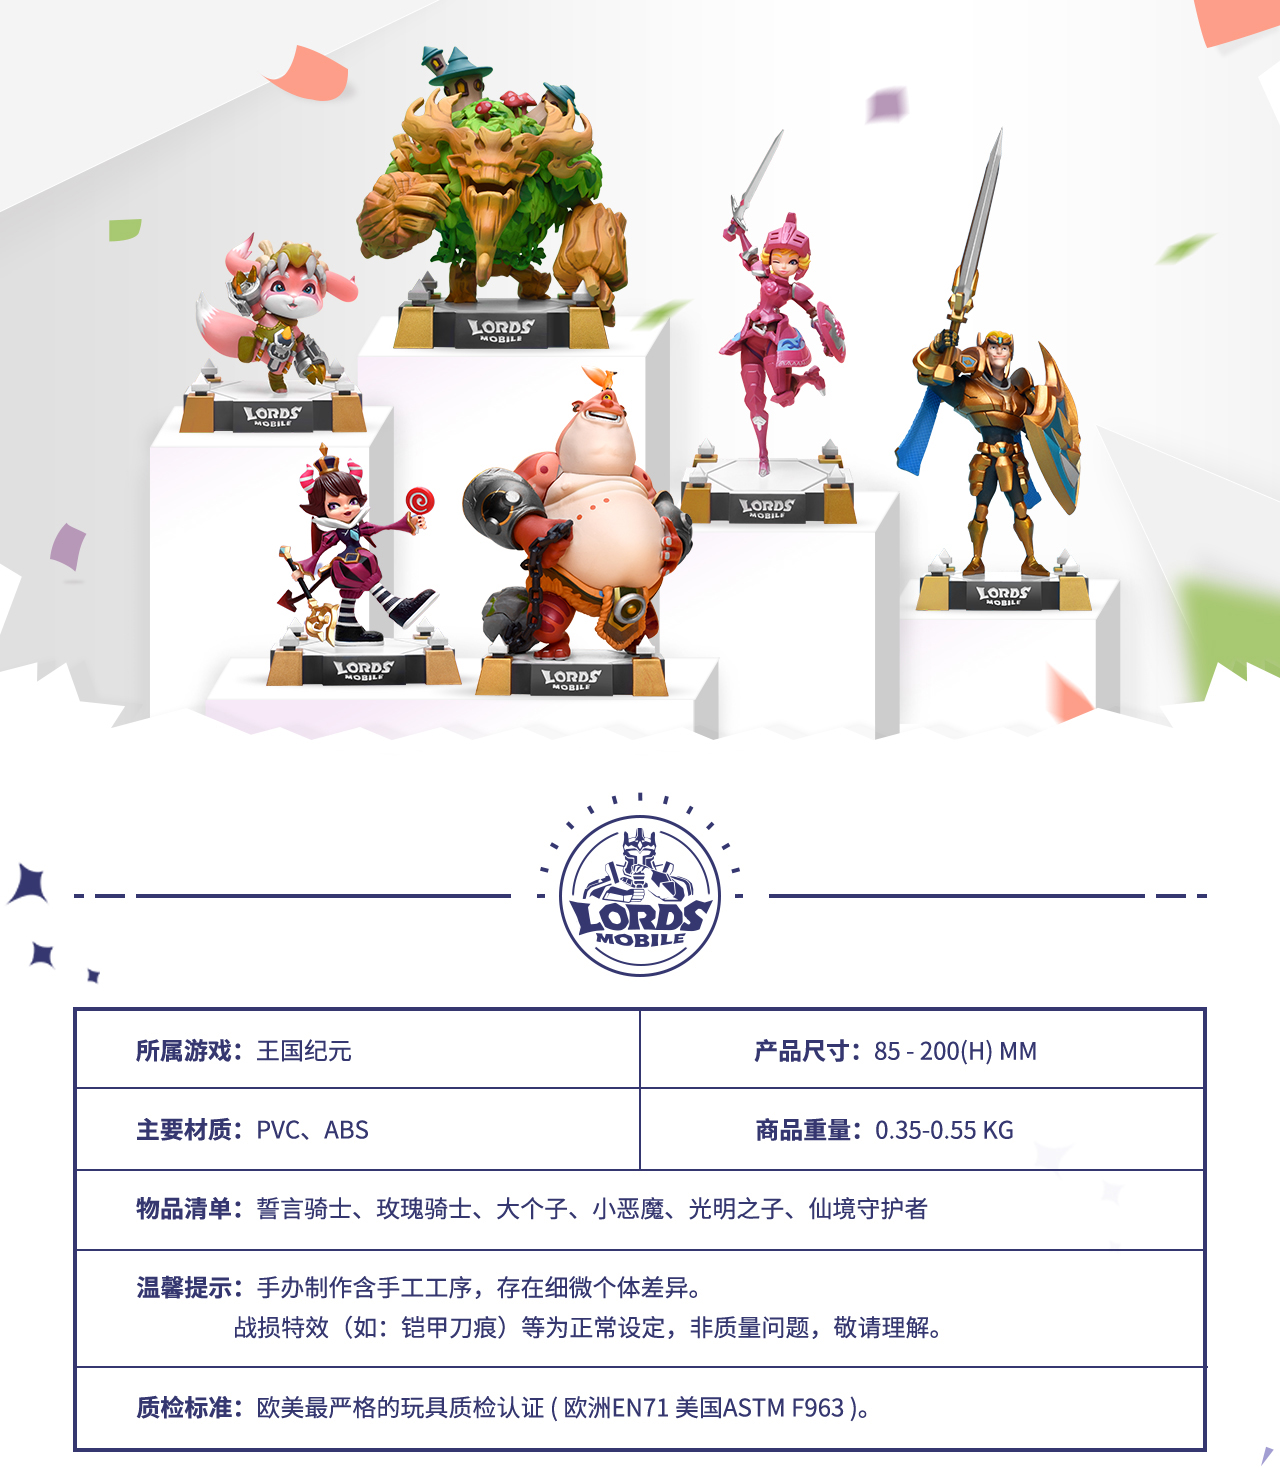 LORDS
MOBILE
LORDS
MOBILE
LORDS
MOBILE
LORDS
MOBILE
LORDS
MOBILE
LORDS
MOBILE
LORDS
MOBILE
所属游戏：王国纪元
产品尺寸：85 - 200(H) MM
主要材质：PVC、ABS
商品重量：0.35-0.55 KG
物品清单：誓言骑士、玫瑰骑士、大个子、小恶魔、光明之子、仙境守护者
温馨提示：手办制作含手工工序，存在细微个体差异。
战损特效（如：铠甲刀痕）等为正常设定，非质量问题，敬请理解。
质检标准：欧美最严格的玩具质检认证 ( 欧洲EN71 美国ASTM F963 )。